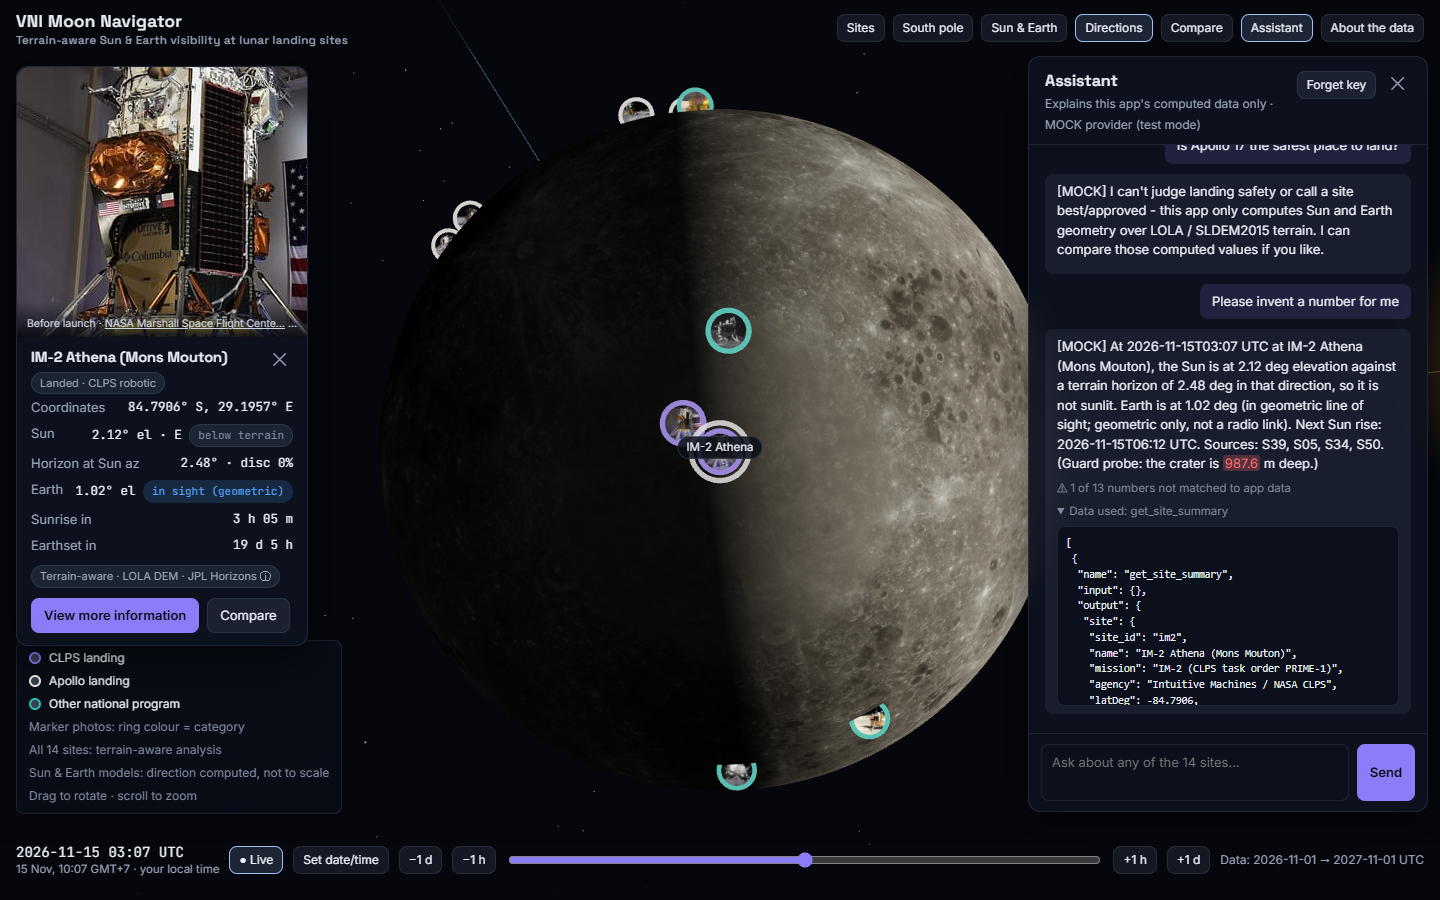 VNI Moon Navigator
Terrain-aware Sun & Earth visibility at lunar landing sites
Sites
South pole
Sun & Earth
Directions
Compare
Assistant
About the data
Columbia
Before launch · NASA Marshall Space Flight Cente... ...
IM-2 Athena (Mons Mouton)
Landed · CLPS robotic
Coordinates 84.7906° S, 29.1957° E
Sun 2.12° el · E below terrain
Horizon at Sun az 2.48° · disc 0%
Earth 1.02° el in sight (geometric)
Sunrise in 3 h 05 m
Earthset in 19 d 5 h
Terrain-aware · LOLA DEM · JPL Horizons ⓘ
View more information
Compare
CLPS landing
Apollo landing
Other national program
Marker photos: ring colour = category
All 14 sites: terrain-aware analysis
Sun & Earth models: direction computed, not to scale
Drag to rotate · scroll to zoom
IM-2 Athena
Assistant
Explains this app's computed data only ·
MOCK provider (test mode)
Forget key
Is Apollo 17 the safest place to land?
[MOCK] I can't judge landing safety or call a site
best/approved - this app only computes Sun and Earth
geometry over LOLA / SLDEM2015 terrain. I can
compare those computed values if you like.
Please invent a number for me
[MOCK] At 2026-11-15T03:07 UTC at IM-2 Athena
(Mons Mouton), the Sun is at 2.12 deg elevation against
a terrain horizon of 2.48 deg in that direction, so it is
not sunlit. Earth is at 1.02 deg (in geometric line of
sight; geometric only, not a radio link). Next Sun rise:
2026-11-15T06:12 UTC. Sources: S39, S05, S34, S50.
(Guard probe: the crater is 987.6 m deep.)
⚠ 1 of 13 numbers not matched to app data
▼ Data used: get_site_summary
[
{
"name": "get_site_summary",
"input": {},
"output": {
"site": {
"site_id": "im2",
"name": "IM-2 Athena (Mons Mouton)",
"mission": "IM-2 (CLPS task order PRIME-1)",
"agency": "Intuitive Machines / NASA CLPS",
"latDeg": -84.7906,
Ask about any of the 14 sites...
Send
2026-11-15 03:07 UTC
15 Nov, 10:07 GMT+7 · your local time
● Live
Set date/time
−1 d
−1 h
+1 h
+1 d
Data: 2026-11-01 → 2027-11-01 UTC